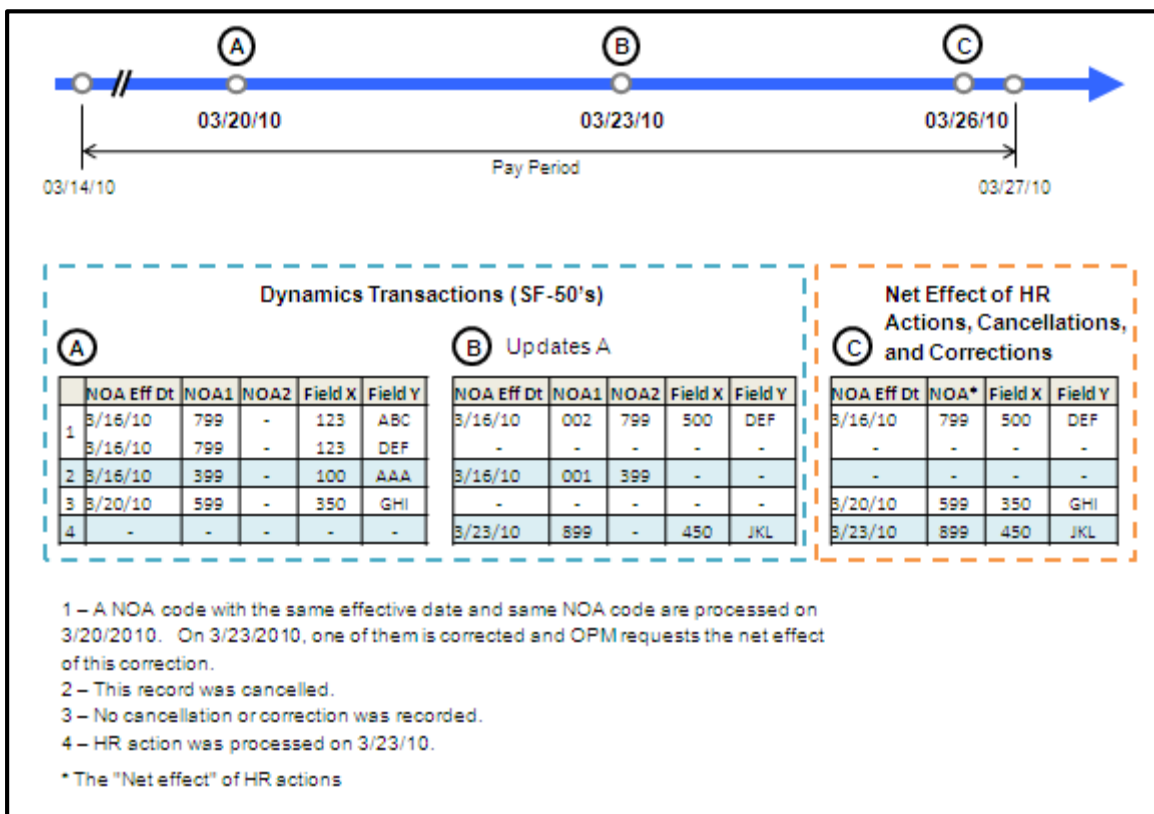 A B C
03/20/10 03/23/10 03/26/10
Pay Period
03/14/10 03/27/10
Dynamics Transactions (SF-50's)
A
NOA Eff Dt NOA1 NOA2 Field X Field Y
1 3/16/10 799 - 123 ABC
3/16/10 799 - 123 DEF
2 3/16/10 399 - 100 AAA
3 3/20/10 599 - 350 GHI
4 - - - - -
B Updates A
NOA Eff Dt NOA1 NOA2 Field X Field Y
3/16/10 002 799 500 DEF
- - - - -
3/16/10 001 399 - -
- - - - -
3/23/10 899 - 450 JKL
Net Effect of HR
Actions, Cancellations,
C and Corrections
NOA Eff Dt NOA* Field X Field Y
3/16/10 799 500 DEF
- - - -
- - - -
3/20/10 599 350 GHI
3/23/10 899 450 JKL
1 – A NOA code with the same effective date and same NOA code are processed on
3/20/2010. On 3/23/2010, one of them is corrected and OPM requests the net effect
of this correction.
2 – This record was cancelled.
3 – No cancellation or correction was recorded.
4 – HR action was processed on 3/23/10.
* The "Net effect" of HR actions